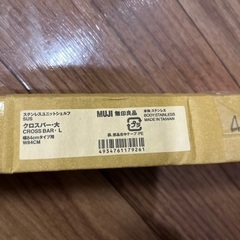 ステンレスユニットシェルフ
SUS
クロスバー・大
CROSS BAR・L
幅84cmタイプ用
W84CM
MUJI 無印良品
本体:ステンレス
BODY:STAINLESS
MADE IN TAIWAN
4934761179261